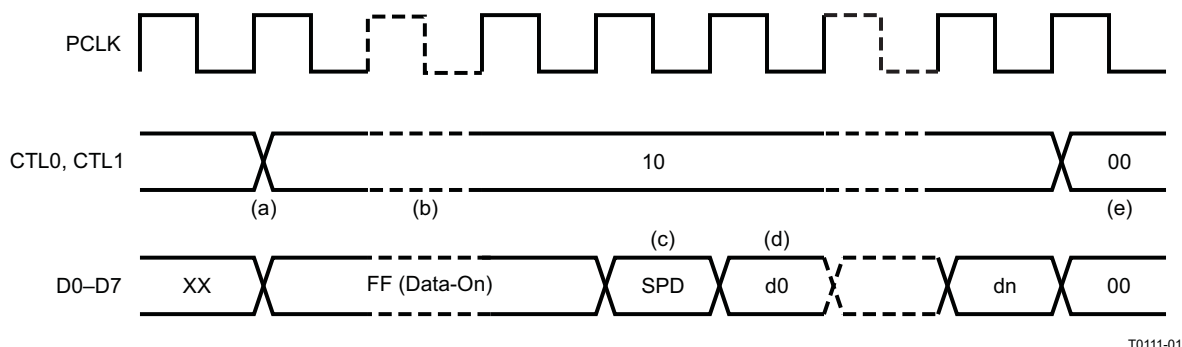 PCLK
CTL0, CTL1
10
00
(a)
(b)
(e)
(c)
(d)
D0–D7
XX
FF (Data-On)
SPD
d0
dn
00
T0111-01